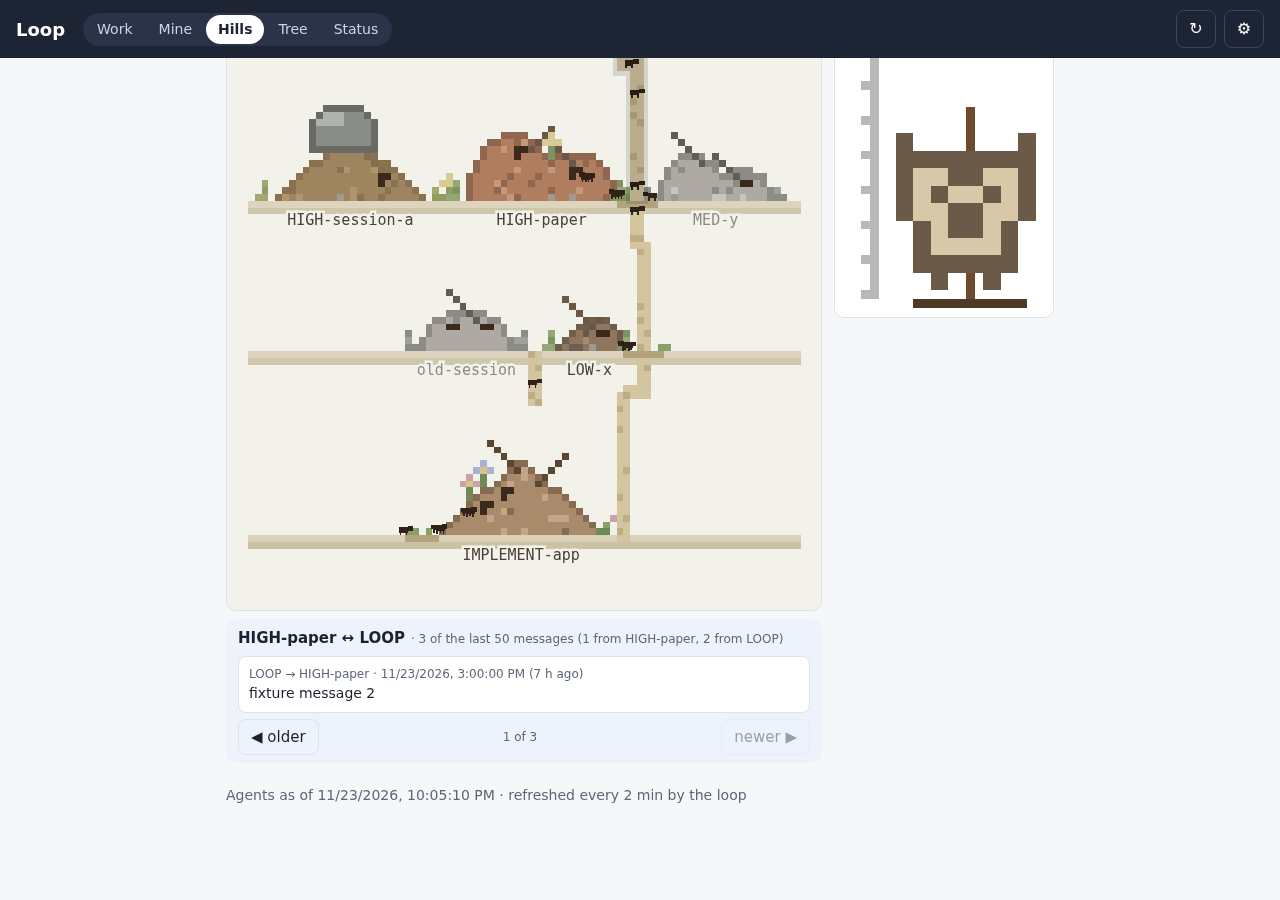 Loop
Work Mine Hills Tree Status
HIGH-session-a HIGH-paper MED-y
old-session LOW-x
IMPLEMENT-app
HIGH-paper ↔ LOOP · 3 of the last 50 messages (1 from HIGH-paper, 2 from LOOP)
LOOP → HIGH-paper · 11/23/2026, 3:00:00 PM (7 h ago)
fixture message 2
◀ older 1 of 3 newer ▶
Agents as of 11/23/2026, 10:05:10 PM · refreshed every 2 min by the loop